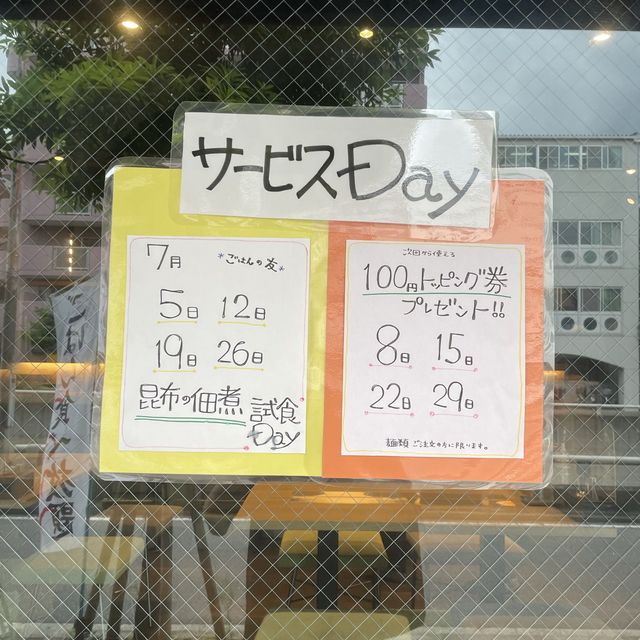 サービスDay
7月 *ごはんの友*
5日 12日
19日 26日
昆布の佃煮 試食
Day
次回から使える
100円トッピング券
プレゼント!!
8日 15日
22日 29日
麺類ご注文の方に限ります。